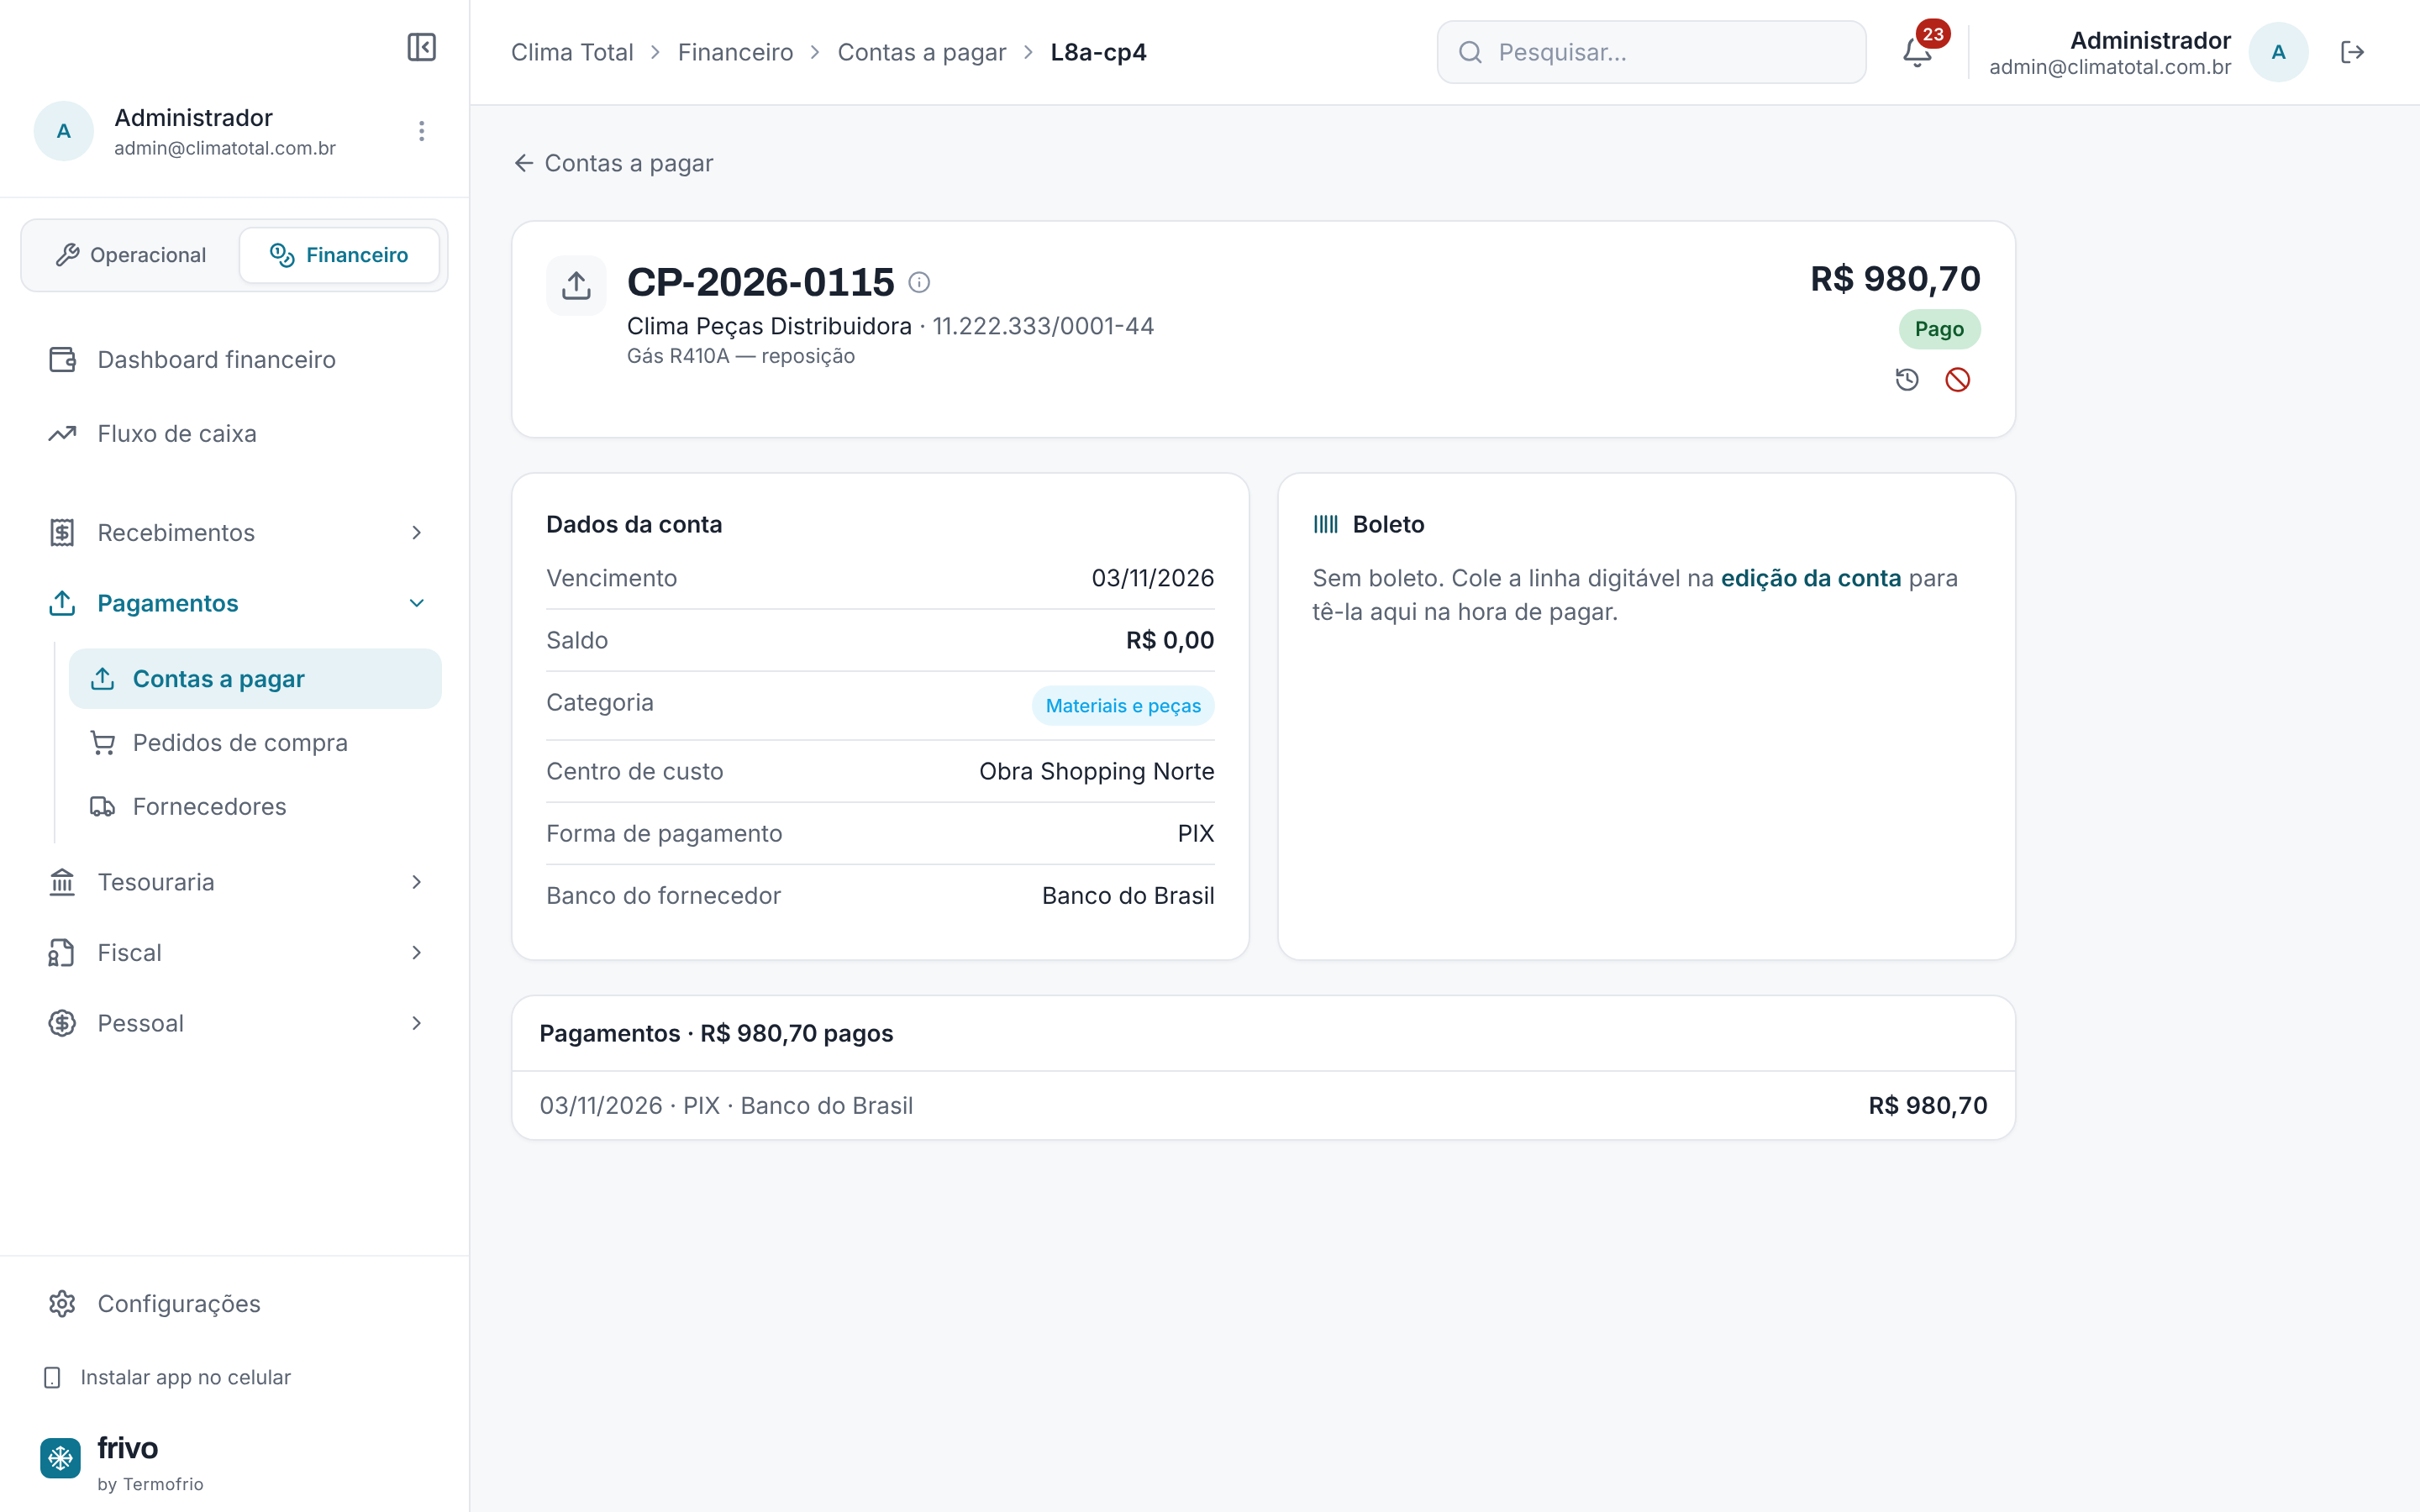 Administrador
admin@climatotal.com.br
A
Operacional
Financeiro
Dashboard financeiro
Fluxo de caixa
Recebimentos
Pagamentos
Contas a pagar
Pedidos de compra
Fornecedores
Tesouraria
Fiscal
Pessoal
Configurações
Instalar app no celular
frivo
by Termofrio
Clima Total > Financeiro > Contas a pagar > L8a-cp4
Pesquisar...
23
Administrador
admin@climatotal.com.br
A
← Contas a pagar
CP-2026-0115
Clima Peças Distribuidora · 11.222.333/0001-44
Gás R410A — reposição
R$ 980,70
Pago
Dados da conta
Vencimento 03/11/2026
Saldo R$ 0,00
Categoria Materiais e peças
Centro de custo Obra Shopping Norte
Forma de pagamento PIX
Banco do fornecedor Banco do Brasil
Boleto
Sem boleto. Cole a linha digitável na edição da conta para
tê-la aqui na hora de pagar.
Pagamentos · R$ 980,70 pagos
03/11/2026 · PIX · Banco do Brasil R$ 980,70